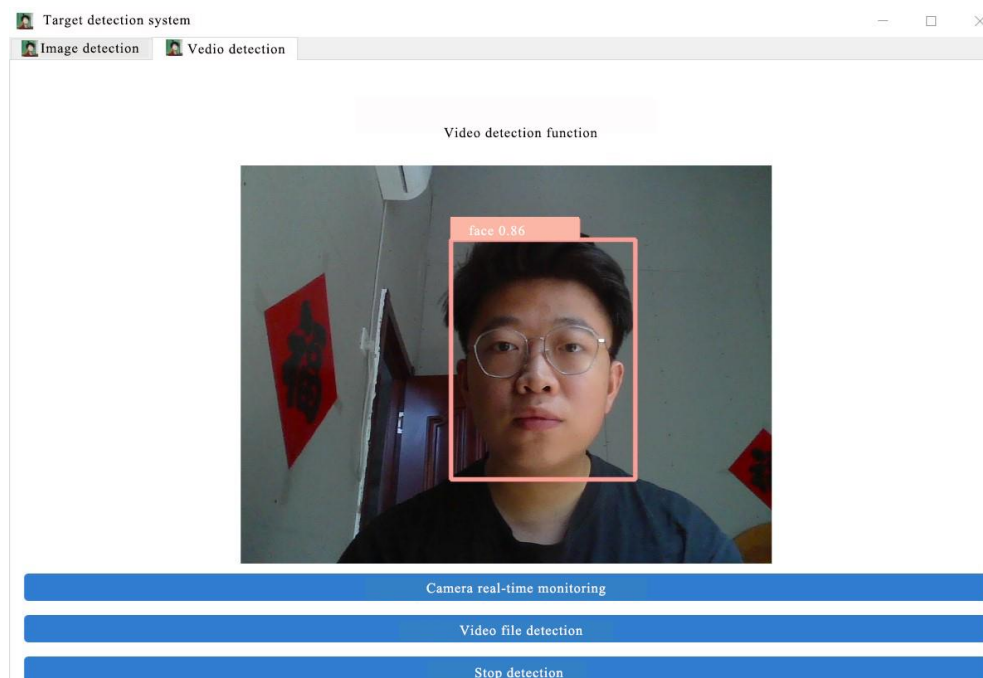 Target detection system
Image detection
Vedio detection
Video detection function
face 0.86
福
Camera real-time monitoring
Video file detection
Stop detection